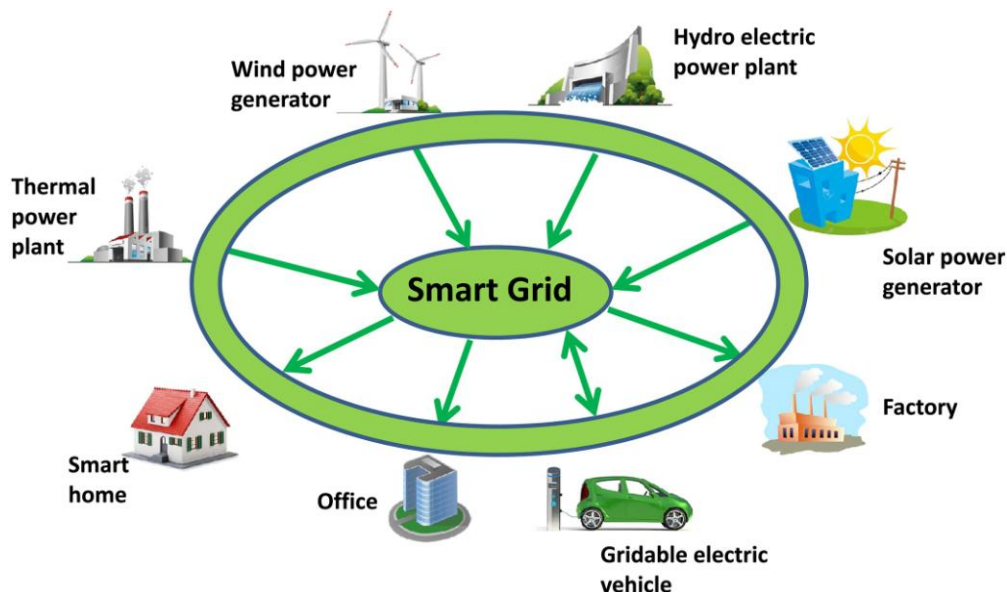 Wind power
generator
Hydro electric
power plant
Thermal
power
plant
Solar power
generator
Smart Grid
Factory
Smart
home
Office
Gridable electric
vehicle